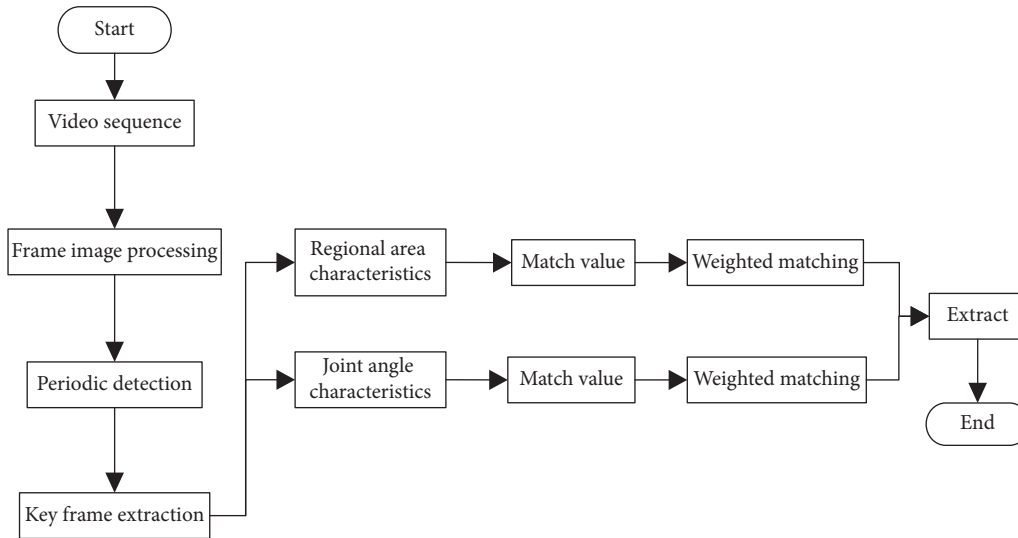 Start
Video sequence
Frame image processing
Periodic detection
Key frame extraction
Regional area
characteristics
Match value
Weighted matching
Joint angle
characteristics
Match value
Weighted matching
Extract
End